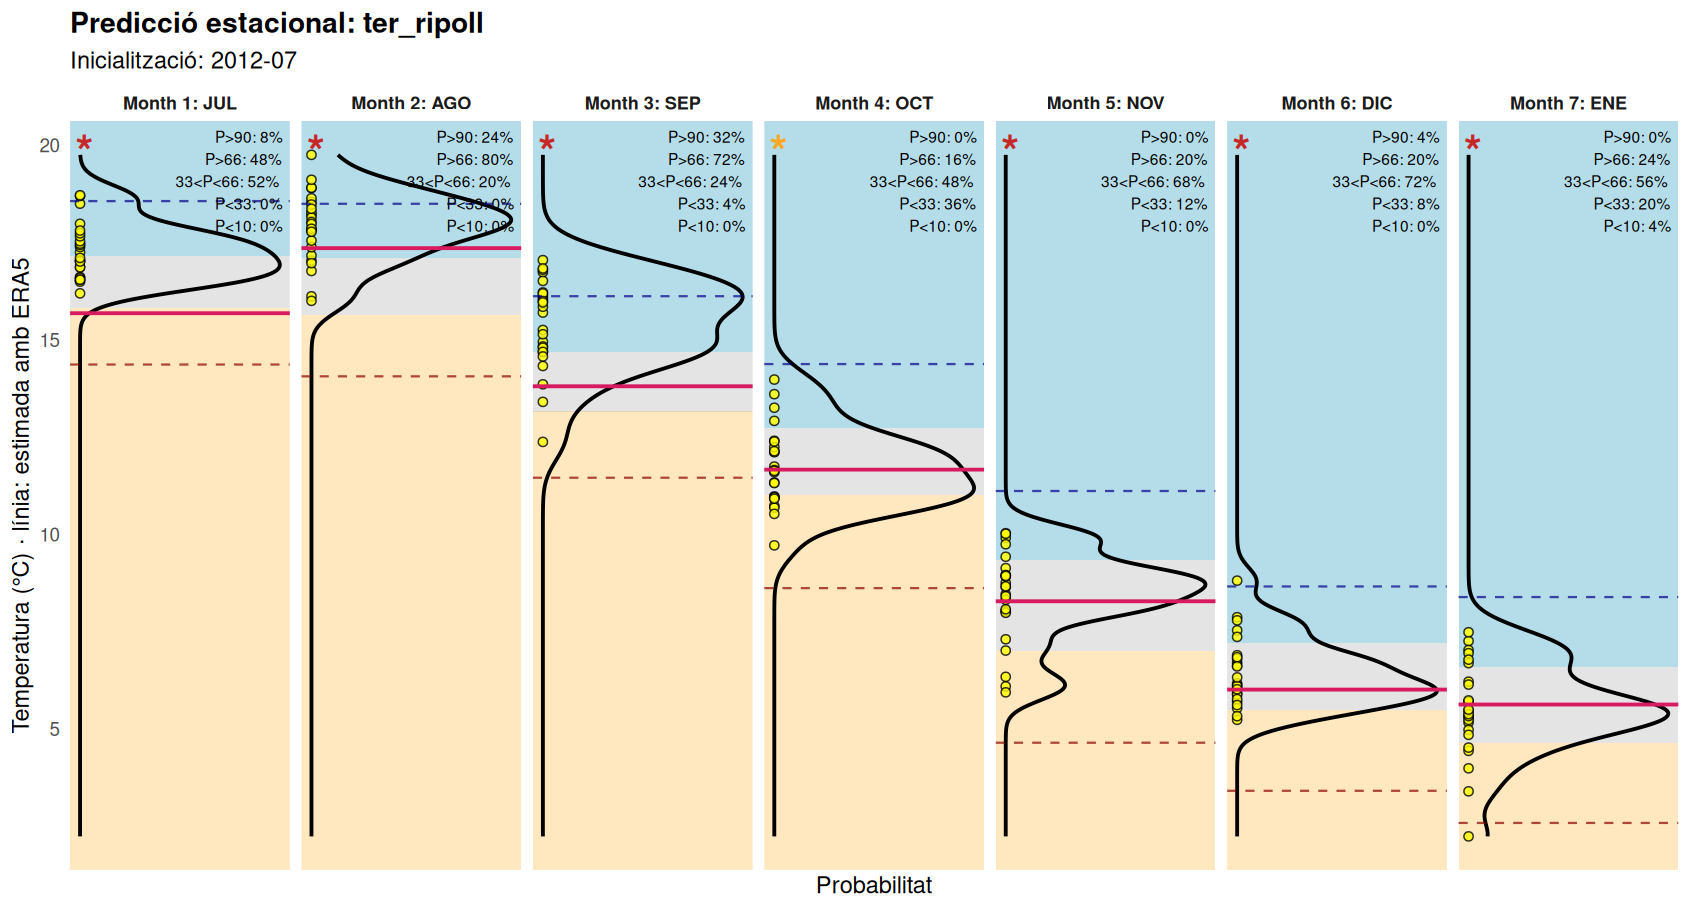 Predicció estacional: ter_ripoll
Inicialització: 2012-07
Month 1: JUL
Month 2: AGO
Month 3: SEP
Month 4: OCT
Month 5: NOV
Month 6: DIC
Month 7: ENE
Temperatura (°C) · línia: estimada amb ERA5
20
15
10
5
*
P>90: 8%
P>66: 48%
33<P<66: 52%
P<33: 0%
P<10: 0%
*
P>90: 24%
P>66: 80%
33<P<66: 20%
P<33: 0%
P<10: 0%
*
P>90: 32%
P>66: 72%
33<P<66: 24%
P<33: 4%
P<10: 0%
*
P>90: 0%
P>66: 16%
33<P<66: 48%
P<33: 36%
P<10: 0%
*
P>90: 0%
P>66: 20%
33<P<66: 68%
P<33: 12%
P<10: 0%
*
P>90: 4%
P>66: 20%
33<P<66: 72%
P<33: 8%
P<10: 0%
*
P>90: 0%
P>66: 24%
33<P<66: 56%
P<33: 20%
P<10: 4%
Probabilitat